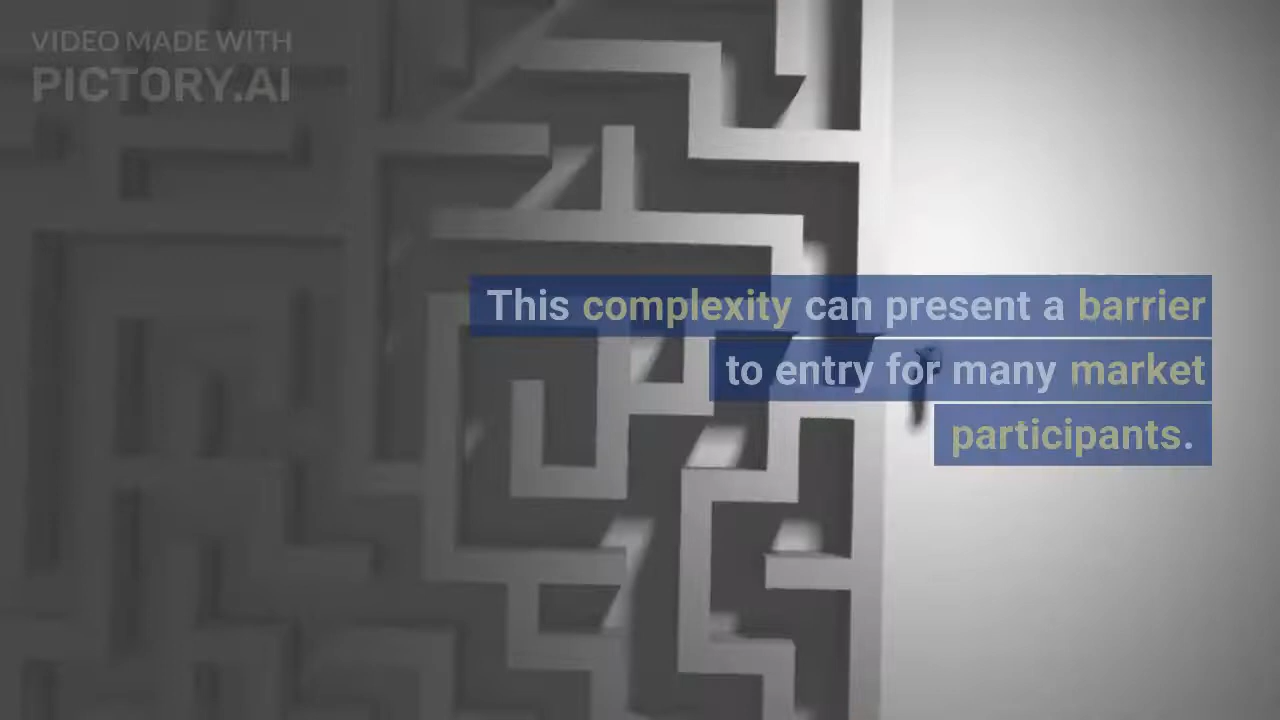 VIDEO MADE WITH
PICTORY.AI
This complexity can present a barrier
to entry for many market
participants.